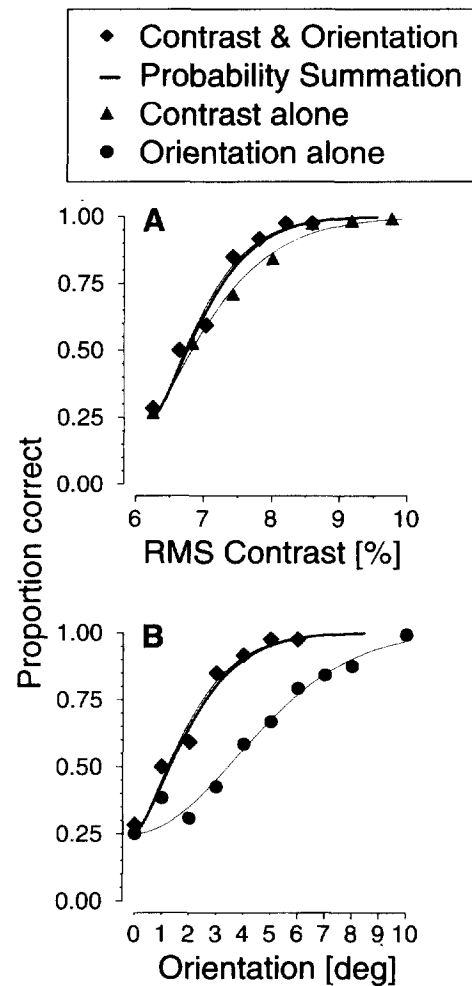 Contrast & Orientation
Probability Summation
Contrast alone
Orientation alone
A
1.00
0.75
0.50
0.25
0.00
6 7 8 9 10
RMS Contrast [%]
Proportion correct
B
1.00
0.75
0.50
0.25
0.00
0 1 2 3 4 5 6 7 8 9 10
Orientation [deg]